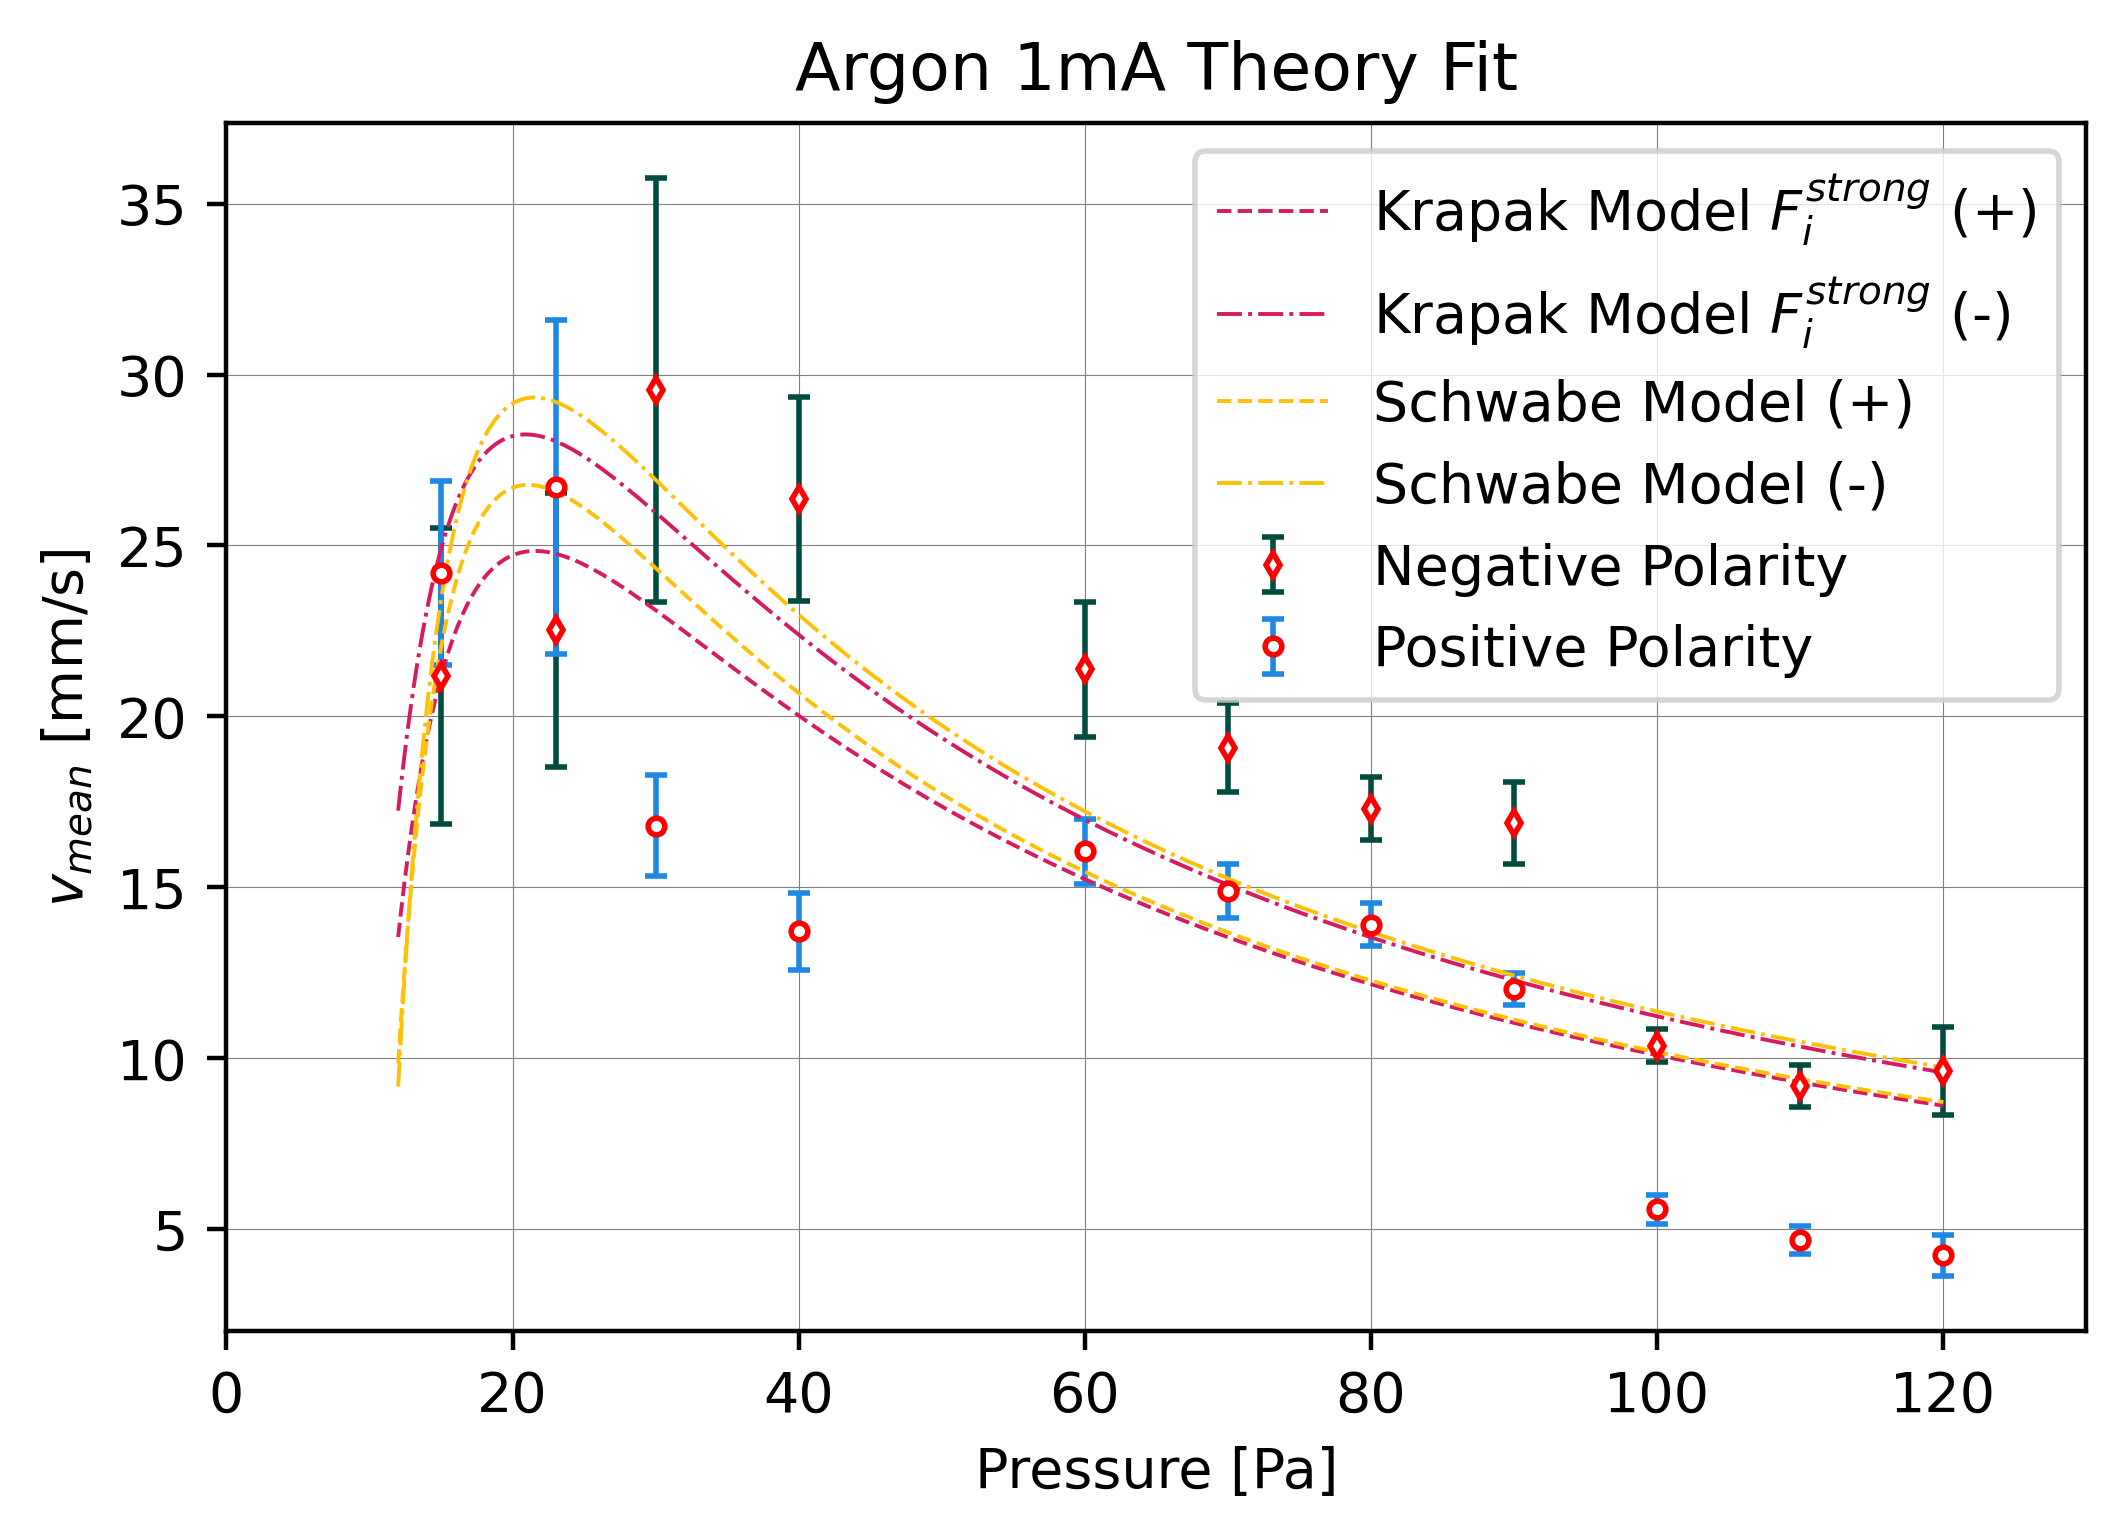 Argon 1mA Theory Fit
35
30
25
20
15
10
5
v_mean [mm/s]
Krapak Model F_i^strong (+)
Krapak Model F_i^strong (-)
Schwabe Model (+)
Schwabe Model (-)
Negative Polarity
Positive Polarity
0 20 40 60 80 100 120
Pressure [Pa]